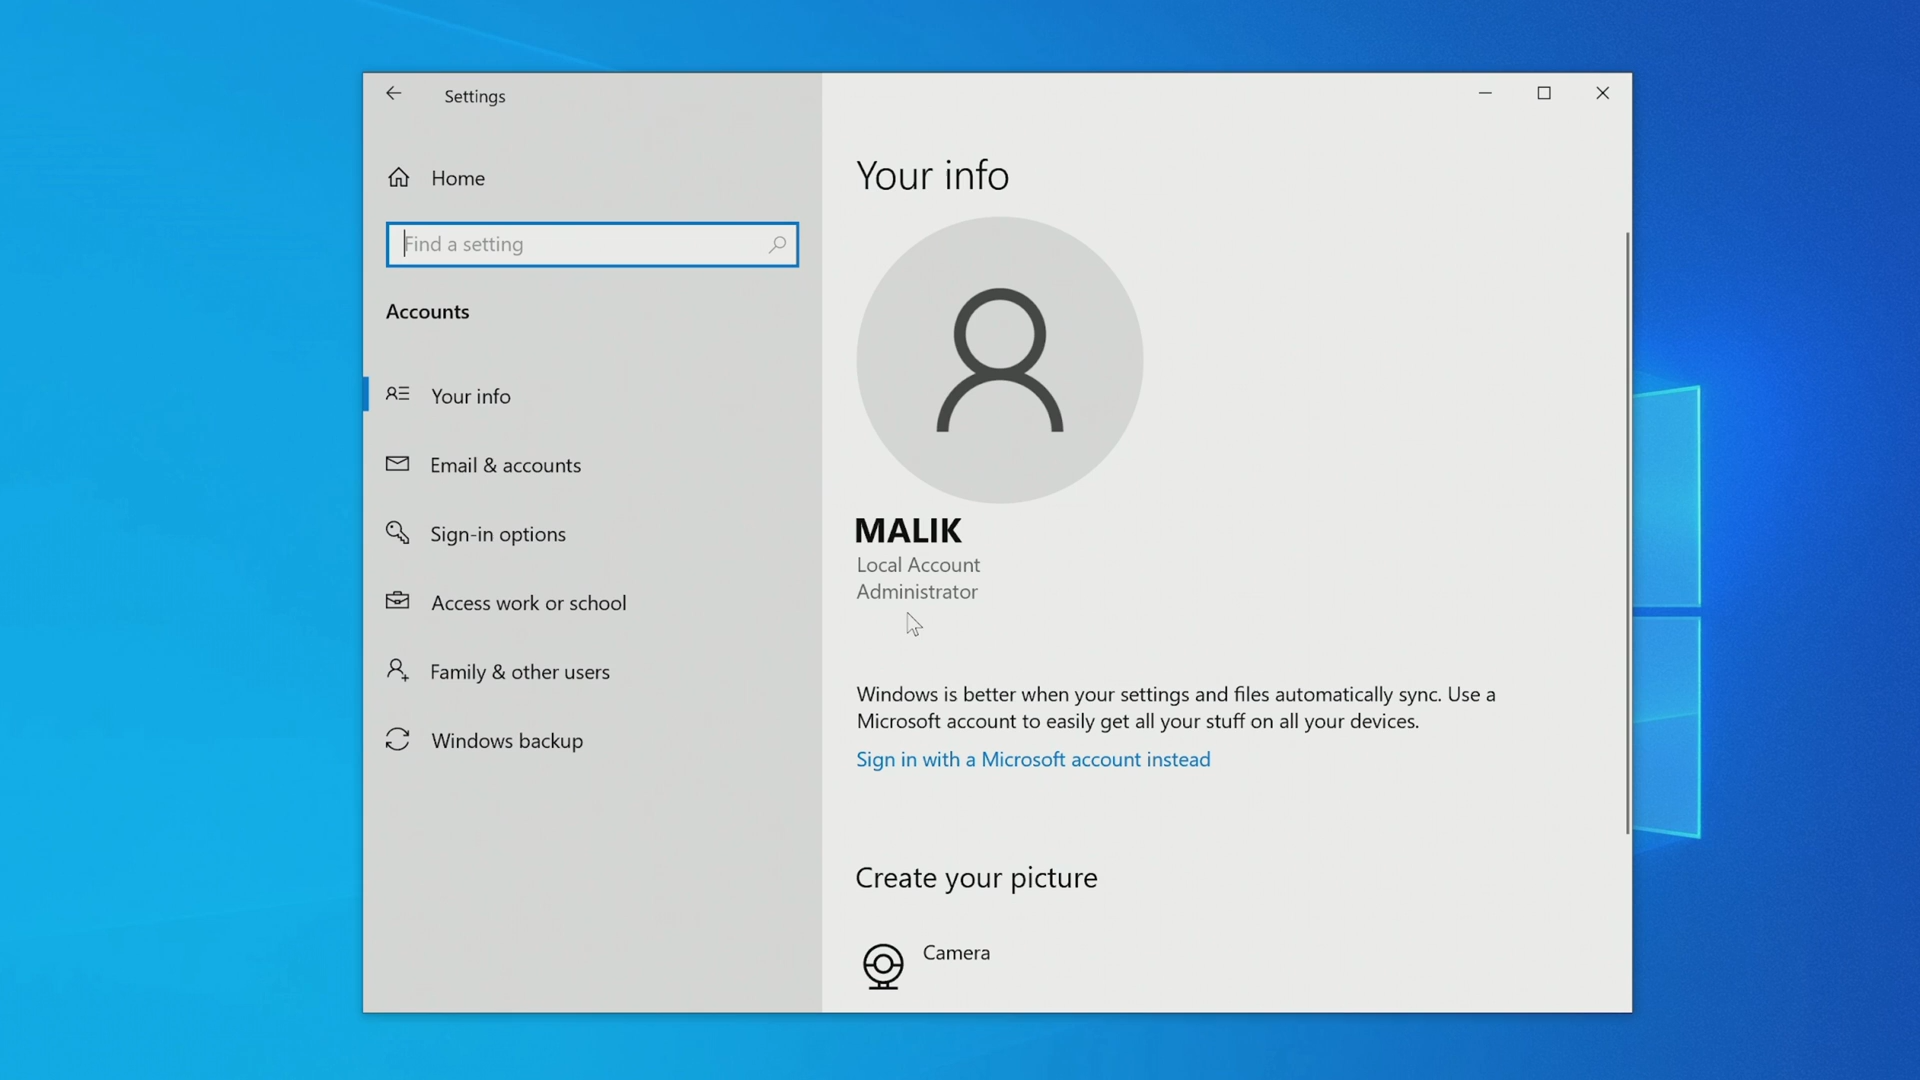 Settings
Home
Find a setting
Accounts
Your info
Email & accounts
Sign-in options
Access work or school
Family & other users
Windows backup
Your info
MALIK
Local Account
Administrator
Windows is better when your settings and files automatically sync. Use a
Microsoft account to easily get all your stuff on all your devices.
Sign in with a Microsoft account instead
Create your picture
Camera